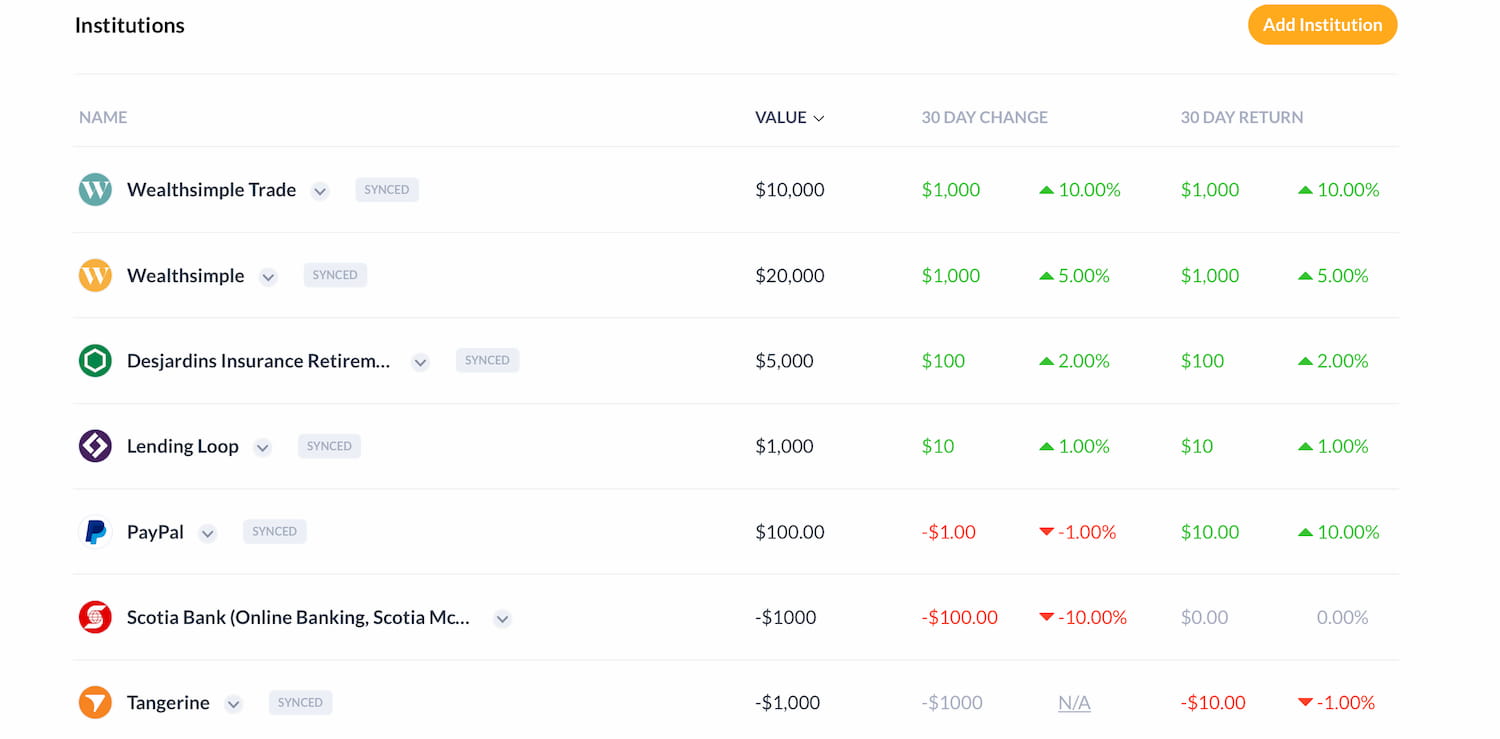 Institutions Add Institution
NAME VALUE 30 DAY CHANGE 30 DAY RETURN
Wealthsimple Trade SYNCED $10,000 $1,000 10.00% $1,000 10.00%
Wealthsimple SYNCED $20,000 $1,000 5.00% $1,000 5.00%
Desjardins Insurance Retirem... SYNCED $5,000 $100 2.00% $100 2.00%
Lending Loop SYNCED $1,000 $10 1.00% $10 1.00%
PayPal SYNCED $100.00 -$1.00 -1.00% $10.00 10.00%
Scotia Bank (Online Banking, Scotia Mc... -$1000 -$100.00 -10.00% $0.00 0.00%
Tangerine SYNCED -$1,000 -$1000 N/A -$10.00 -1.00%